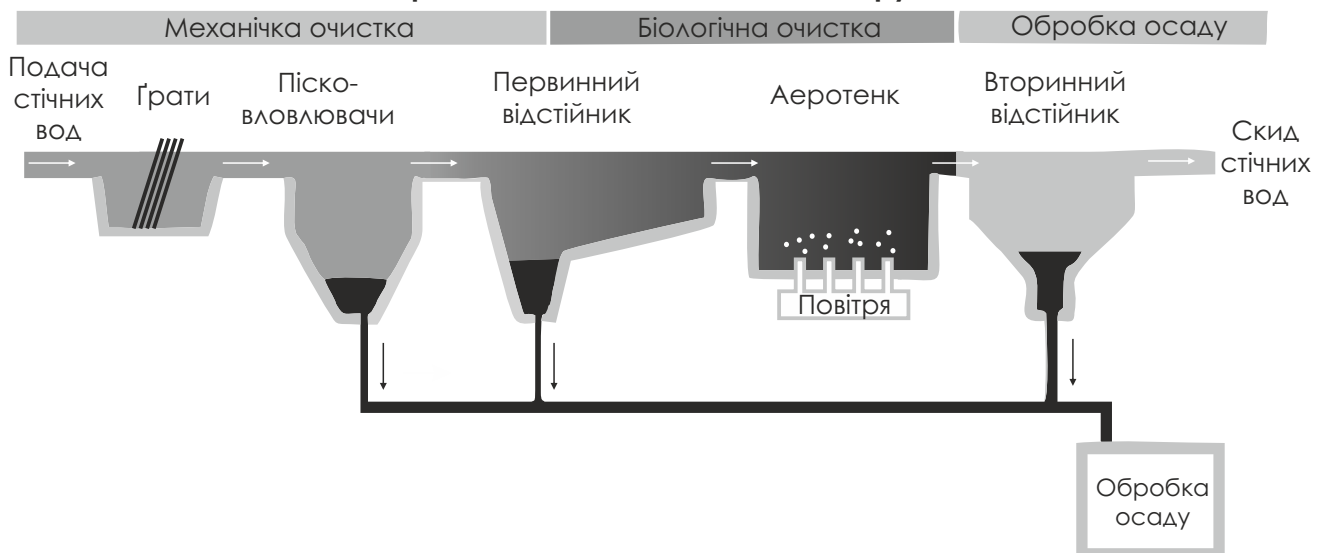 Механічка очистка
Біологічна очистка
Обробка осаду
Подача
стічних
вод
Ґрати
Піско-
вловлювачи
Первинний
відстійник
Аеротенк
Вторинний
відстійник
Скид
стічних
вод
Повітря
Обробка
осаду